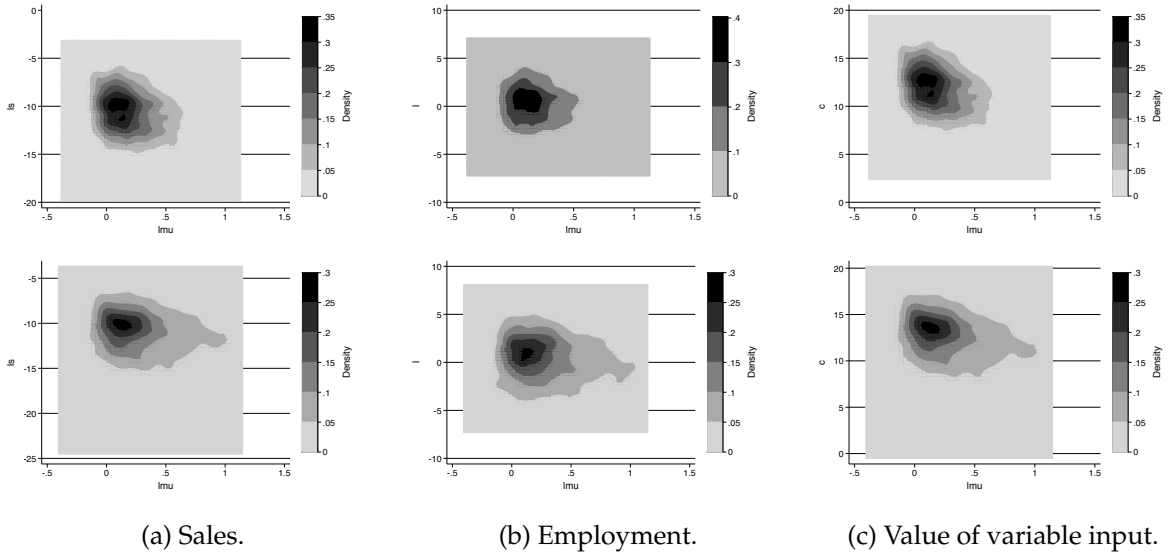 0
-5
-10
-15
-20
ls
-.5 0 .5 1 1.5
lmu
.35
.3
.25
.2
.15
.1
.05
0
Density
10
5
0
-5
-10
l
-.5 0 .5 1 1.5
lmu
.4
.3
.2
.1
0
Density
20
15
10
5
0
c
-.5 0 .5 1 1.5
lmu
.35
.3
.25
.2
.15
.1
.05
0
Density
-5
-10
-15
-20
-25
ls
-.5 0 .5 1 1.5
lmu
.3
.25
.2
.15
.1
.05
0
Density
10
5
0
-5
-10
l
-.5 0 .5 1 1.5
lmu
.3
.25
.2
.15
.1
.05
0
Density
20
15
10
5
0
c
-.5 0 .5 1 1.5
lmu
.3
.25
.2
.15
.1
.05
0
Density
(a) Sales.
(b) Employment.
(c) Value of variable input.